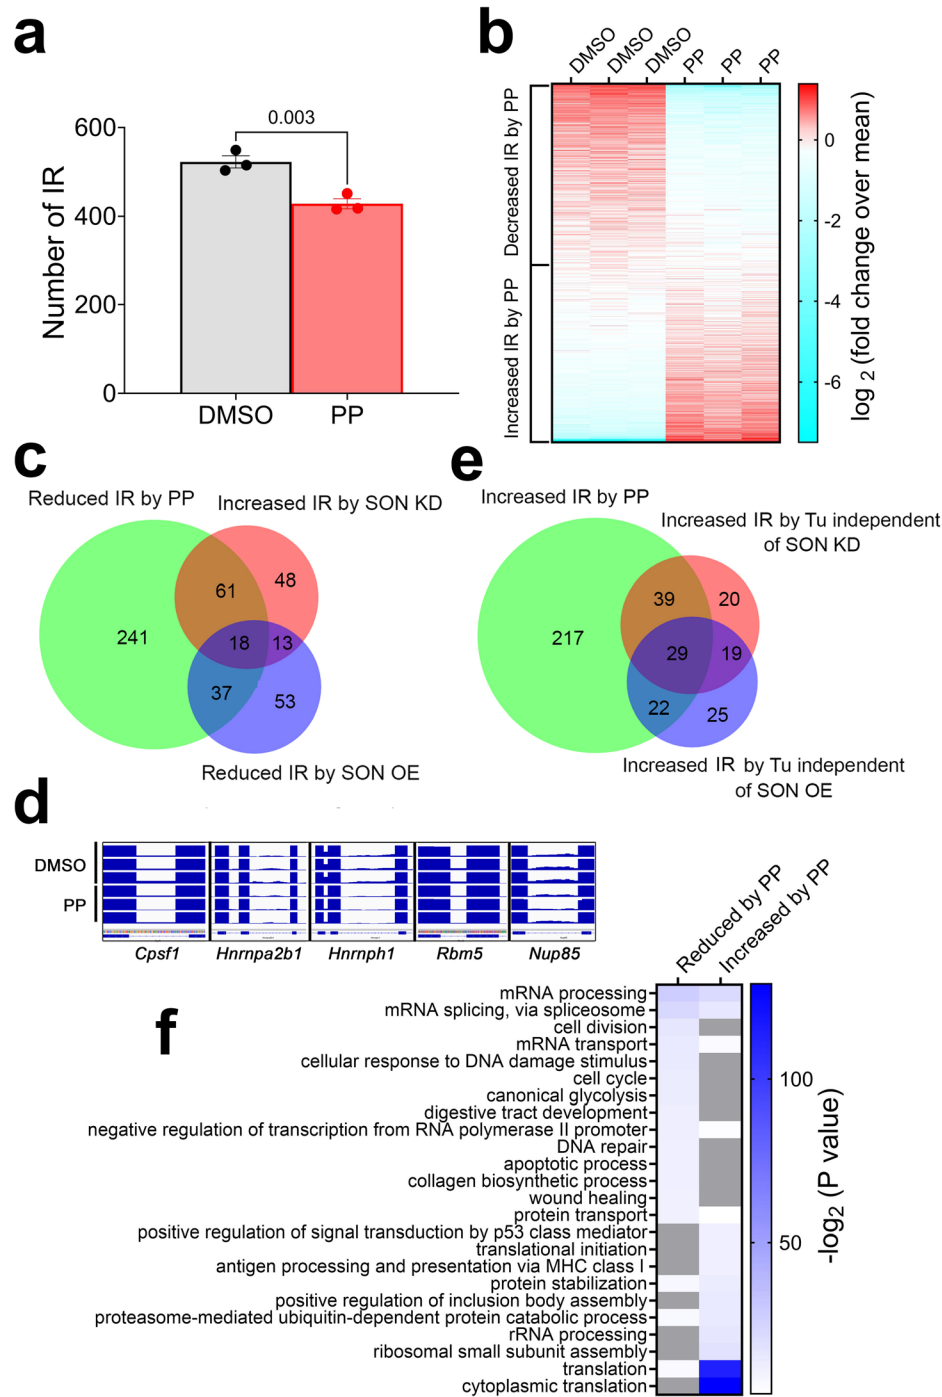 a
Number of IR
600
400
200
0
0.003
DMSO
PP
b
DMSO
DMSO
DMSO
PP
PP
PP
Decreased IR by PP
Increased IR by PP
0
-2
-4
-6
log 2 (fold change over mean)
c
Reduced IR by PP
Increased IR by SON KD
61
48
241
18
13
37
53
Reduced IR by SON OE
e
Increased IR by PP
Increased IR by Tu independent
of SON KD
39
20
217
29
19
22
25
Increased IR by Tu independent
of SON OE
d
DMSO
PP
Cpsf1
Hnrnpa2b1
Hnrnph1
Rbm5
Nup85
f
Reduced by PP
Increased by PP
mRNA processing
mRNA splicing, via spliceosome
cell division
mRNA transport
cellular response to DNA damage stimulus
cell cycle
canonical glycolysis
digestive tract development
negative regulation of transcription from RNA polymerase II promoter
DNA repair
apoptotic process
collagen biosynthetic process
wound healing
protein transport
positive regulation of signal transduction by p53 class mediator
translational initiation
antigen processing and presentation via MHC class I
protein stabilization
positive regulation of inclusion body assembly
proteasome-mediated ubiquitin-dependent protein catabolic process
rRNA processing
ribosomal small subunit assembly
translation
cytoplasmic translation
100
50
-log2 (P value)